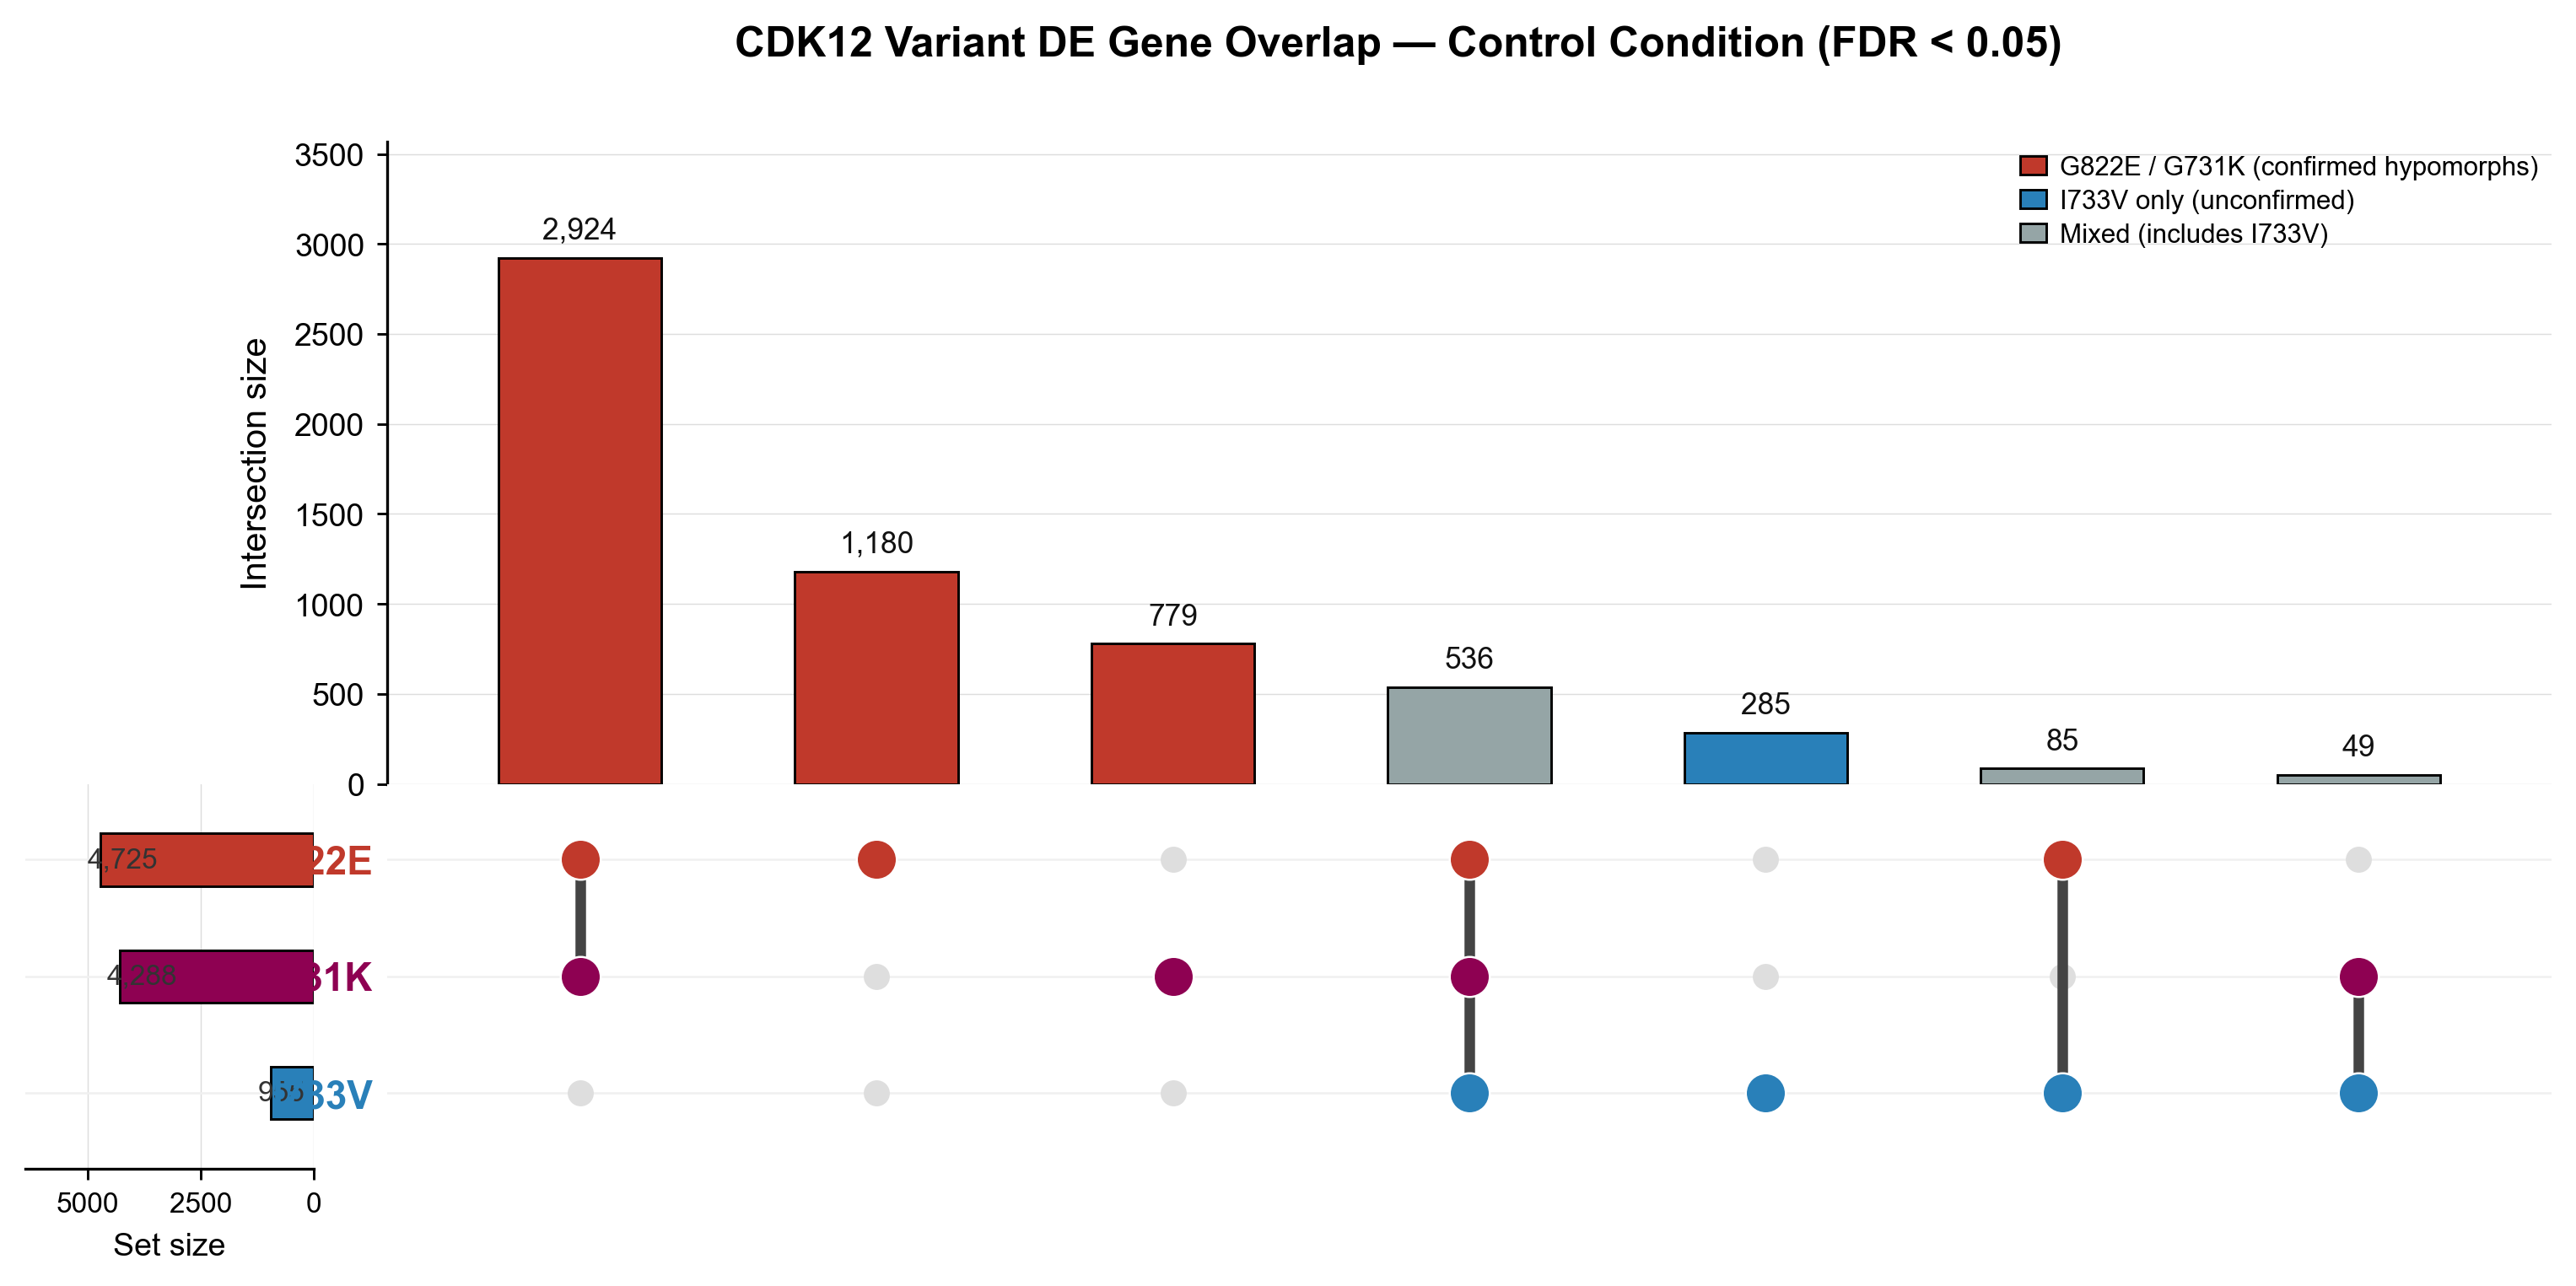 CDK12 Variant DE Gene Overlap — Control Condition (FDR < 0.05)
G822E / G731K (confirmed hypomorphs)
I733V only (unconfirmed)
Mixed (includes I733V)
Intersection size
3500
3000
2500
2000
1500
1000
500
0
2,924
1,180
779
536
285
85
49
4,725
22E
4,288
31K
33V
5000
2500
0
Set size